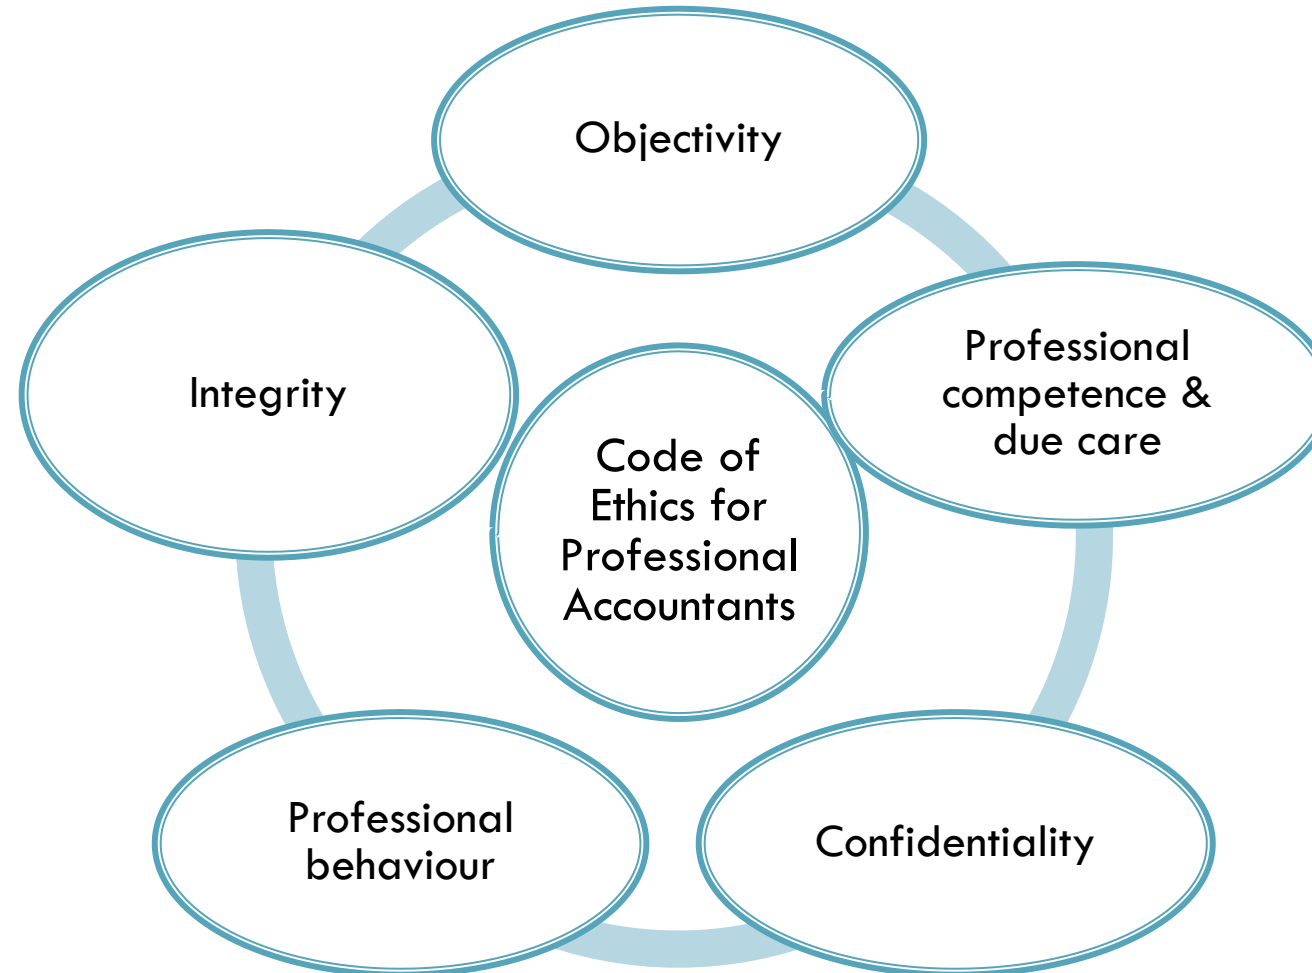 Objectivity
Integrity
Professional
competence &
due care
Code of
Ethics for
Professional
Accountants
Professional
behaviour
Confidentiality